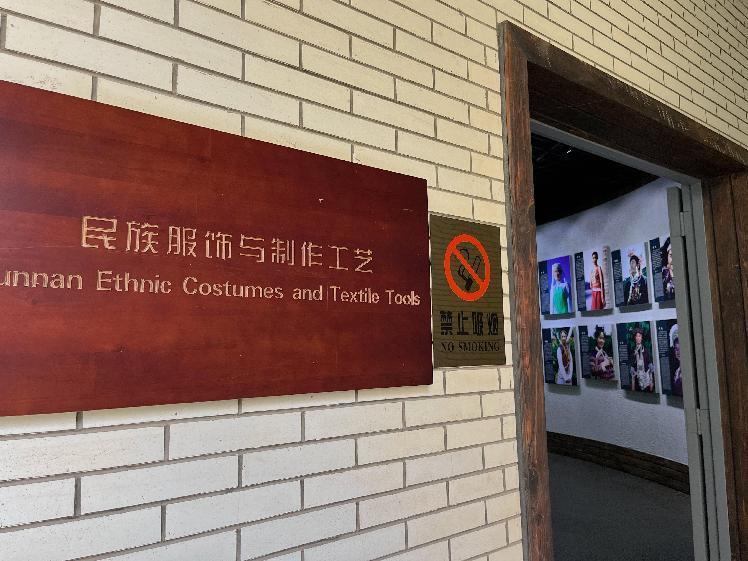 民族服饰与制作工艺
unnan Ethnic Costumes and Textile Tools
禁止吸烟
NO SMOKING